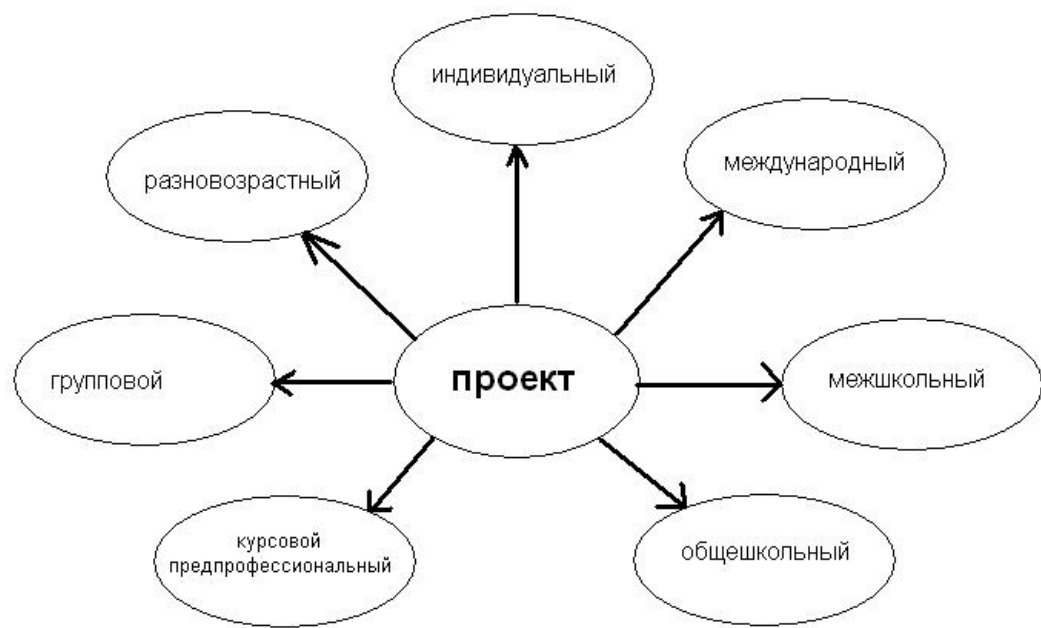 индивидуальный
международный
разновозрастный
проект
групповой
межшкольный
курсовой
предпрофессиональный
общешкольный